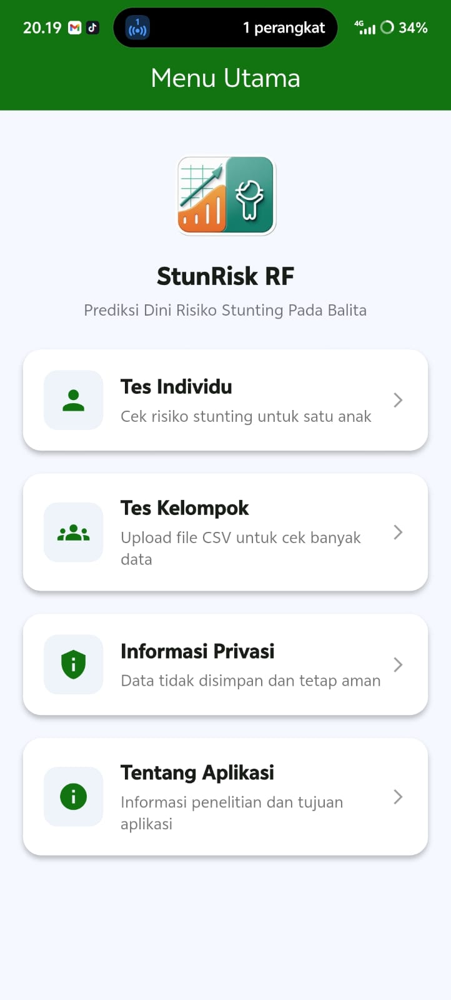 20.19
1
1 perangkat
4G
34%
Menu Utama
StunRisk RF
Prediksi Dini Risiko Stunting Pada Balita
Tes Individu
Cek risiko stunting untuk satu anak
Tes Kelompok
Upload file CSV untuk cek banyak
data
Informasi Privasi
Data tidak disimpan dan tetap aman
Tentang Aplikasi
Informasi penelitian dan tujuan
aplikasi